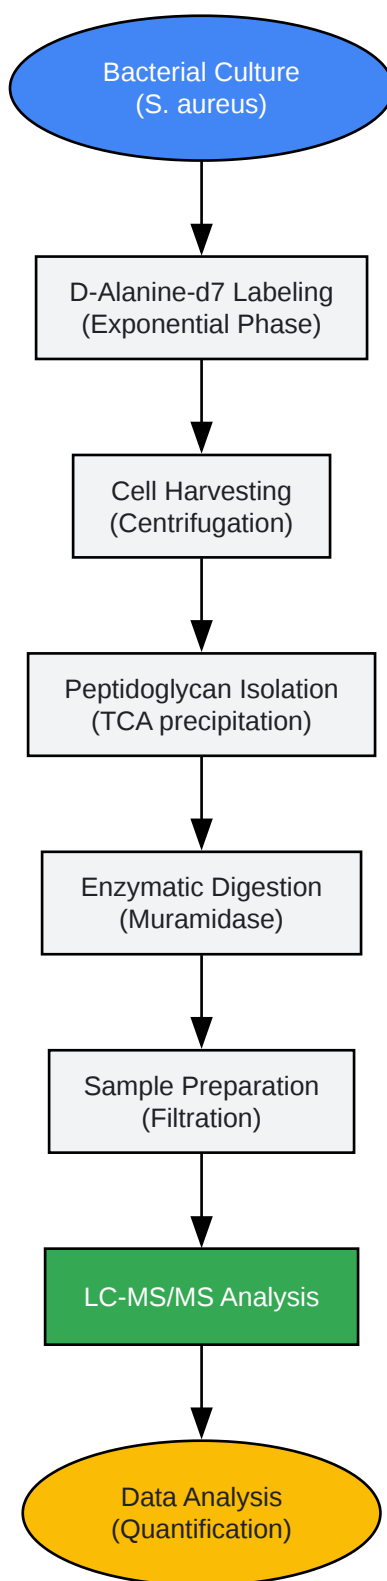 Bacterial Culture
(S. aureus)
D-Alanine-d7 Labeling
(Exponential Phase)
Cell Harvesting
(Centrifugation)
Peptidoglycan Isolation
(TCA precipitation)
Enzymatic Digestion
(Muramidase)
Sample Preparation
(Filtration)
LC-MS/MS Analysis
Data Analysis
(Quantification)